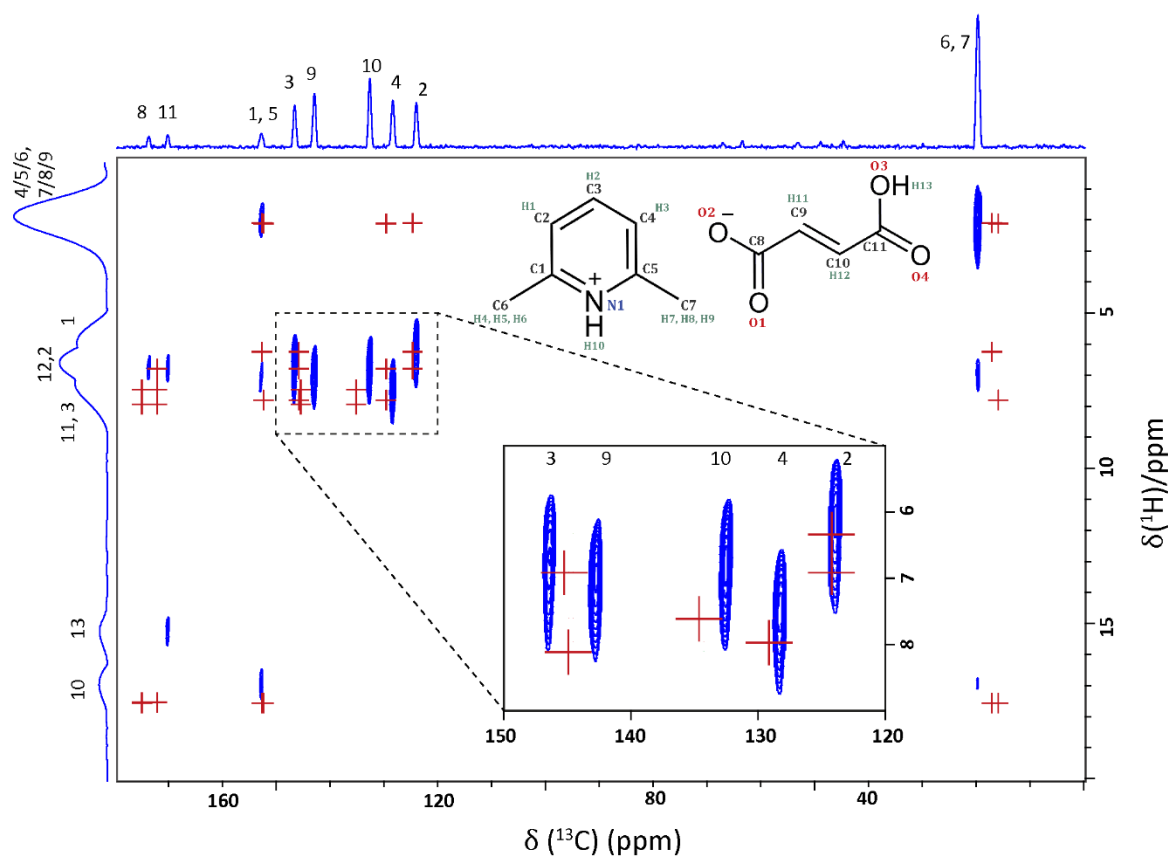 6, 7
10
3
9
4
2
8
11
1, 5
4/5/6,
7/8/9
1
12,2
11, 3
13
10
O3
OH
H13
H2
C3
H1
C2
C4
H3
H11
C9
O2
O
−
C8
C11
C10
H12
O
O4
C1
C5
+
N
N1
H
H10
C6
H4, H5, H6
C7
H7, H8, H9
O
O1
5
10
15
δ(¹H)/ppm
3
9
10
4
2
6
7
8
150
140
130
120
160
120
80
40
δ (¹³C) (ppm)